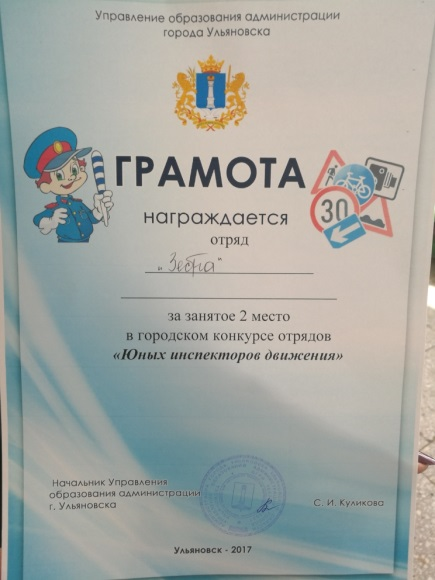 Управление образования администрации
города Ульяновска
ГРАМОТА
награждается
отряд
„Зебра“
за занятое 2 место
в городском конкурсе отрядов
«Юных инспекторов движения»
30
Начальник Управления
образования администрации
г. Ульяновска
С. И. Куликова
Ульяновск - 2017